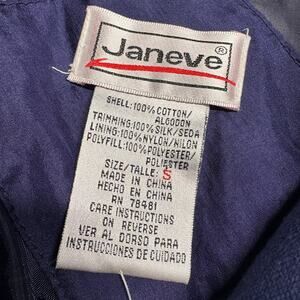 Janeve®
SHELL: 100% COTTON/
ALGODON
TRIMMING: 100% SILK/SEDA
LINING: 100% NYLON/NILON
POLYFILL: 100% POLYESTER/
POLIESTER
SIZE/TALLE: S
MADE IN CHINA
HECHO EN CHINA
RN 78481
CARE INSTRUCTIONS
ON REVERSE
VER AL DORSO PARA
INSTRUCCIONES DE CUIDADO